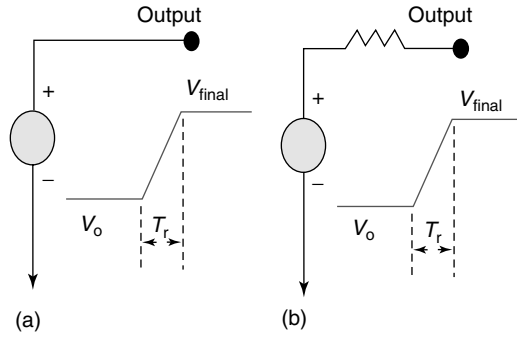 Output
+
V_final
−
V_o
T_r
(a)
Output
+
V_final
−
V_o
T_r
(b)